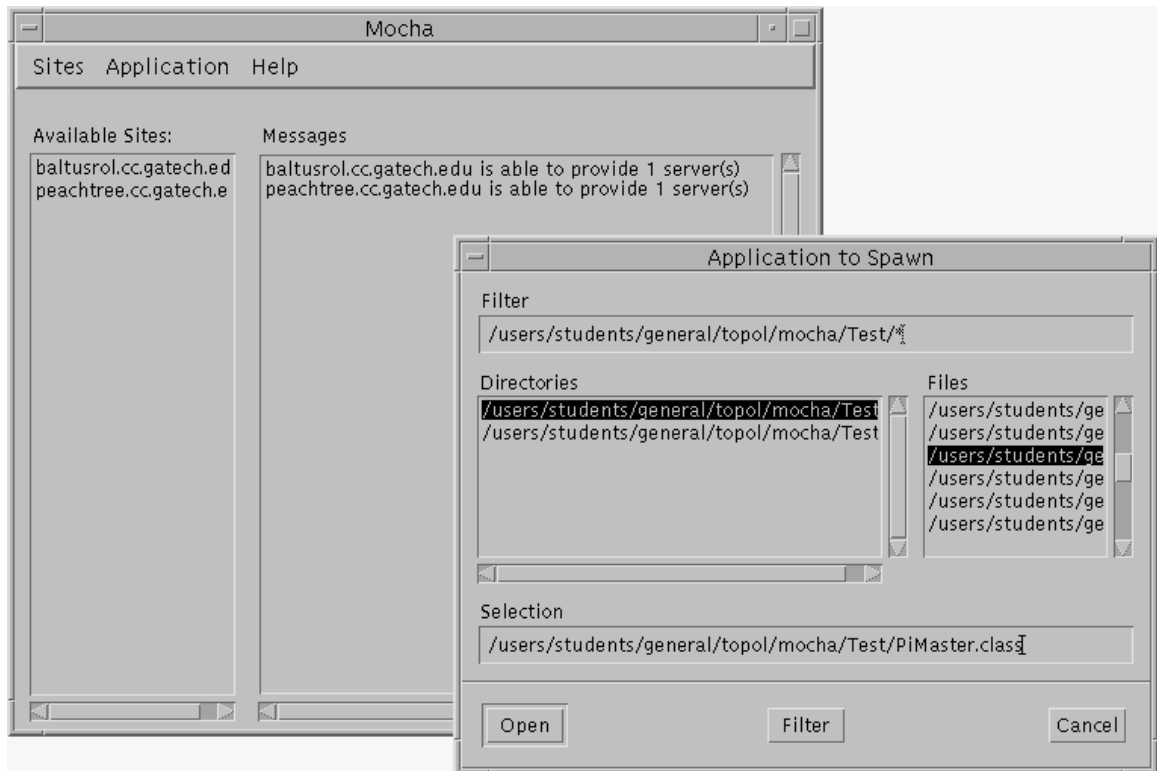 Mocha
Sites Application Help
Available Sites:
baltusrol.cc.gatech.ed
peachtree.cc.gatech.e
Messages
baltusrol.cc.gatech.edu is able to provide 1 server(s)
peachtree.cc.gatech.edu is able to provide 1 server(s)
Application to Spawn
Filter
/users/students/general/topol/mocha/Test/*
Directories
/users/students/general/topol/mocha/Test
/users/students/general/topol/mocha/Test
Files
/users/students/ge
/users/students/ge
/users/students/ge
/users/students/ge
/users/students/ge
/users/students/ge
Selection
/users/students/general/topol/mocha/Test/PiMaster.class
Open Filter Cancel